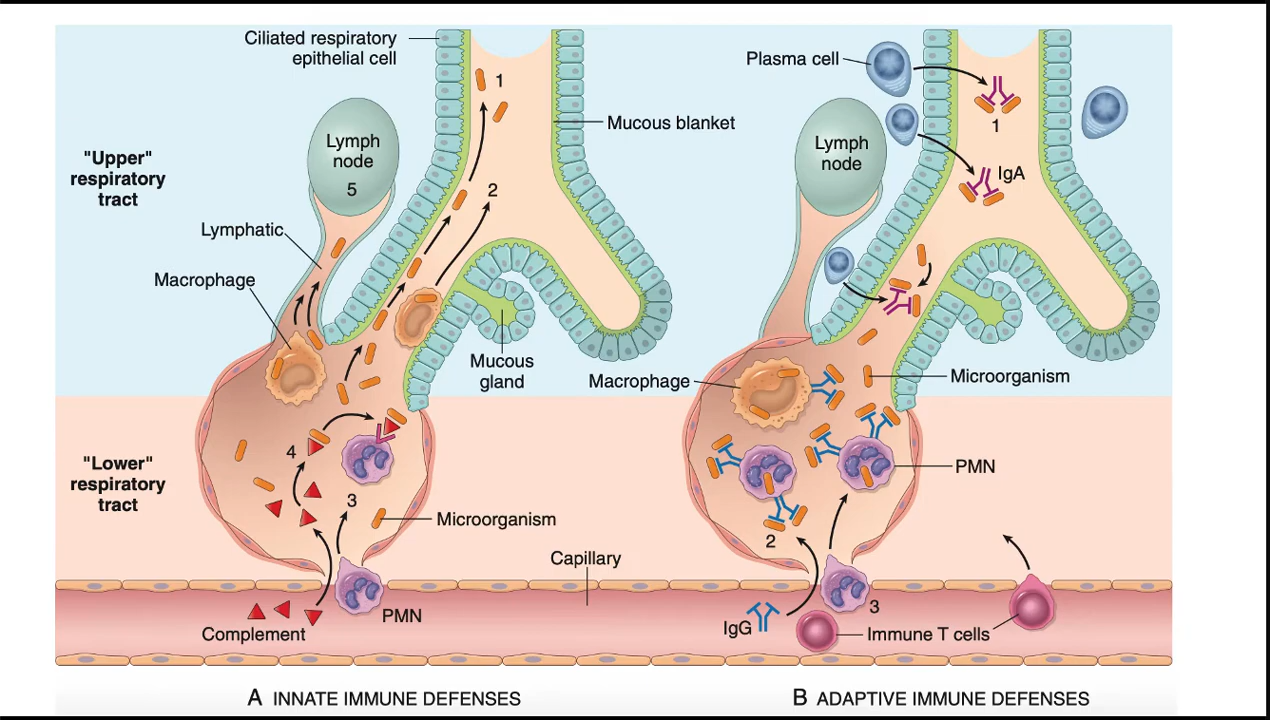 Ciliated respiratory
epithelial cell
1
Mucous blanket
Lymph
node
5
"Upper"
respiratory
tract
2
Lymphatic
Macrophage
Mucous
gland
4
"Lower"
respiratory
tract
3
Microorganism
Capillary
PMN
Complement
A INNATE IMMUNE DEFENSES
Plasma cell
1
Lymph
node
IgA
Macrophage
Microorganism
PMN
2
3
IgG
Immune T cells
B ADAPTIVE IMMUNE DEFENSES